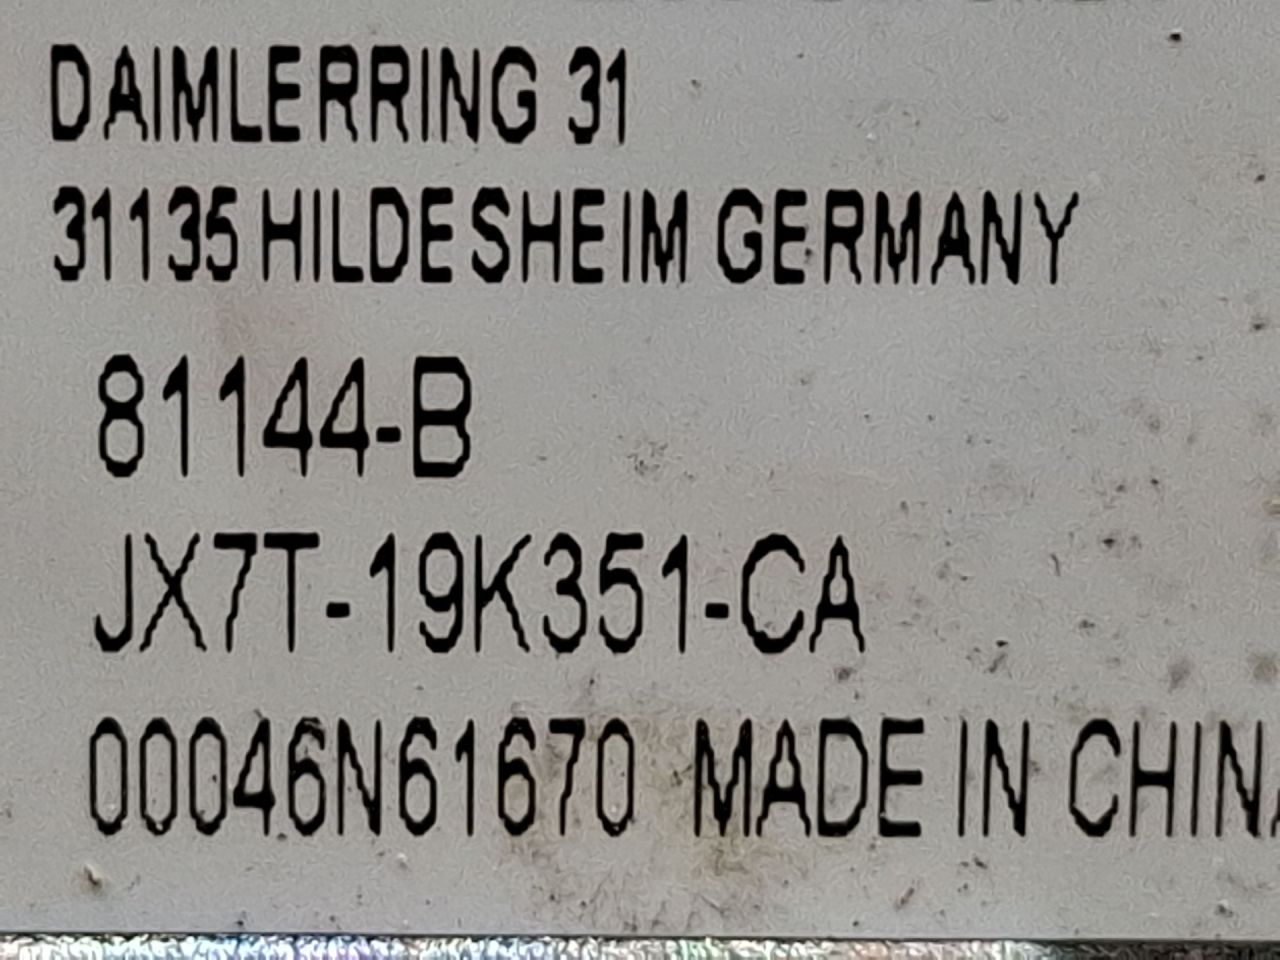 DAIMLERRING 31
31135 HILDESHEIM GERMANY
81144-B
JX7T-19K351-CA
00046N61670 MADE IN CHINA